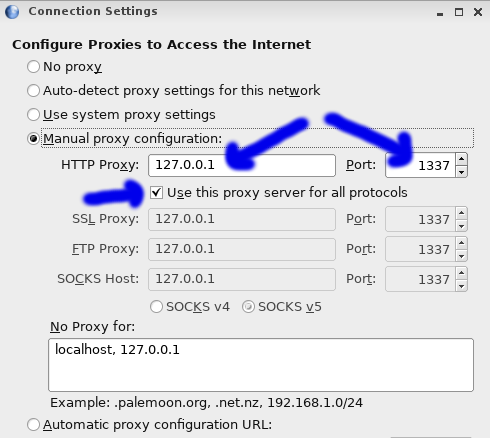 Connection Settings
Configure Proxies to Access the Internet
No proxy
Auto-detect proxy settings for this network
Use system proxy settings
Manual proxy configuration:
HTTP Proxy: 127.0.0.1 Port: 1337
Use this proxy server for all protocols
SSL Proxy: 127.0.0.1 Port: 1337
FTP Proxy: 127.0.0.1 Port: 1337
SOCKS Host: 127.0.0.1 Port: 1337
SOCKS v4 SOCKS v5
No Proxy for:
localhost, 127.0.0.1
Example: .palemoon.org, .net.nz, 192.168.1.0/24
Automatic proxy configuration URL: